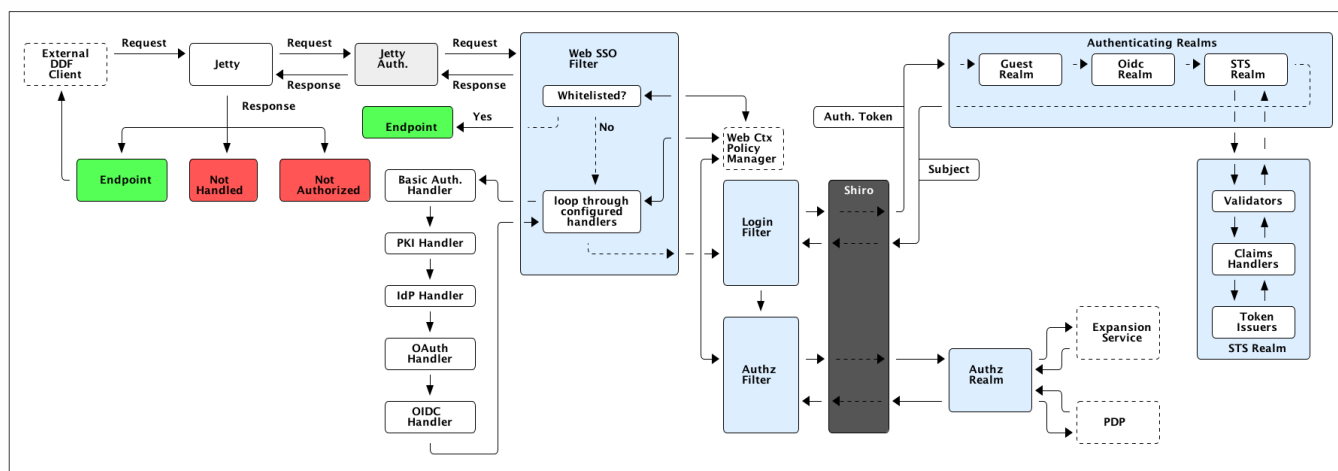 External
DDF
Client
Request
Jetty
Request
Response
Jetty
Auth.
Request
Response
Response
Endpoint
Not
Handled
Not
Authorized
Web SSO
Filter
Whitelisted?
Yes
Endpoint
No
loop through
configured
handlers
Basic Auth.
Handler
PKI Handler
IdP Handler
OAuth
Handler
OIDC
Handler
Web Ctx
Policy
Manager
Login
Filter
Authz
Filter
Shiro
Auth. Token
Subject
Authenticating Realms
Guest
Realm
Oidc
Realm
STS
Realm
Validators
Claims
Handlers
Token
Issuers
STS Realm
Authz
Realm
Expansion
Service
PDP